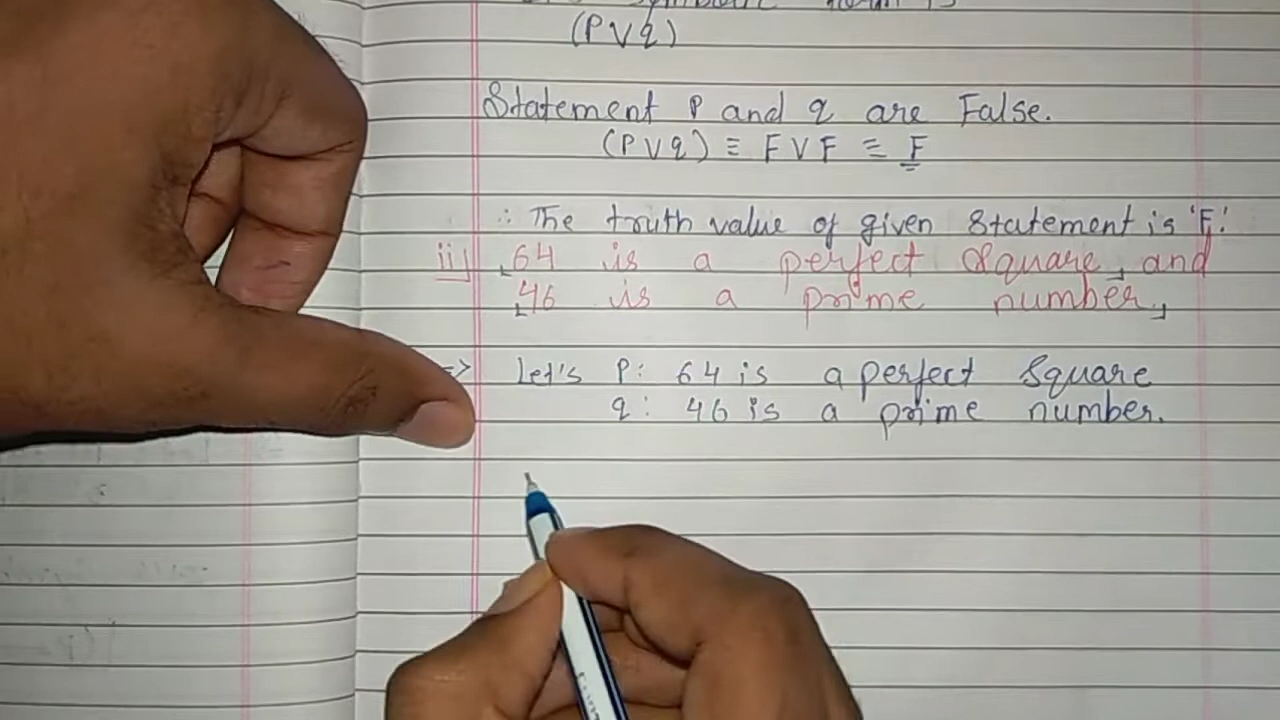 (P∨q)
Statement P and q are False.
(P∨q) ≡ F∨F ≡ F
∴ The truth value of given Statement is 'F'.
ii] 64 is a perfect Square and
46 is a prime number
=> Let's P: 64 is a perfect Square
q: 46 is a prime number.